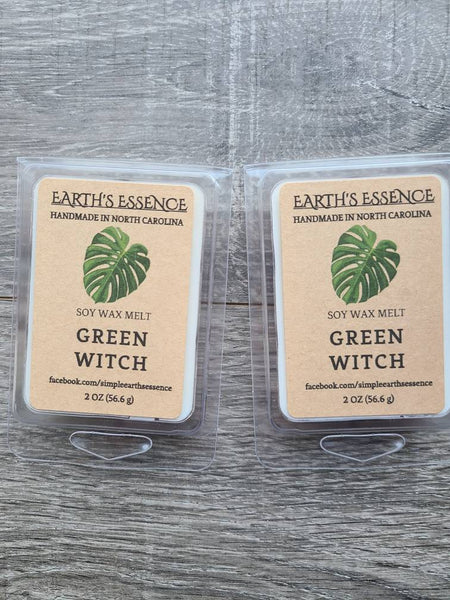 EARTH'S ESSENCE
HANDMADE IN NORTH CAROLINA
SOY WAX MELT
GREEN
WITCH
facebook.com/simpleearthsessence
2 OZ (56.6 g)
EARTH'S ESSENCE
HANDMADE IN NORTH CAROLINA
SOY WAX MELT
GREEN
WITCH
facebook.com/simpleearthsessence
2 OZ (56.6 g)